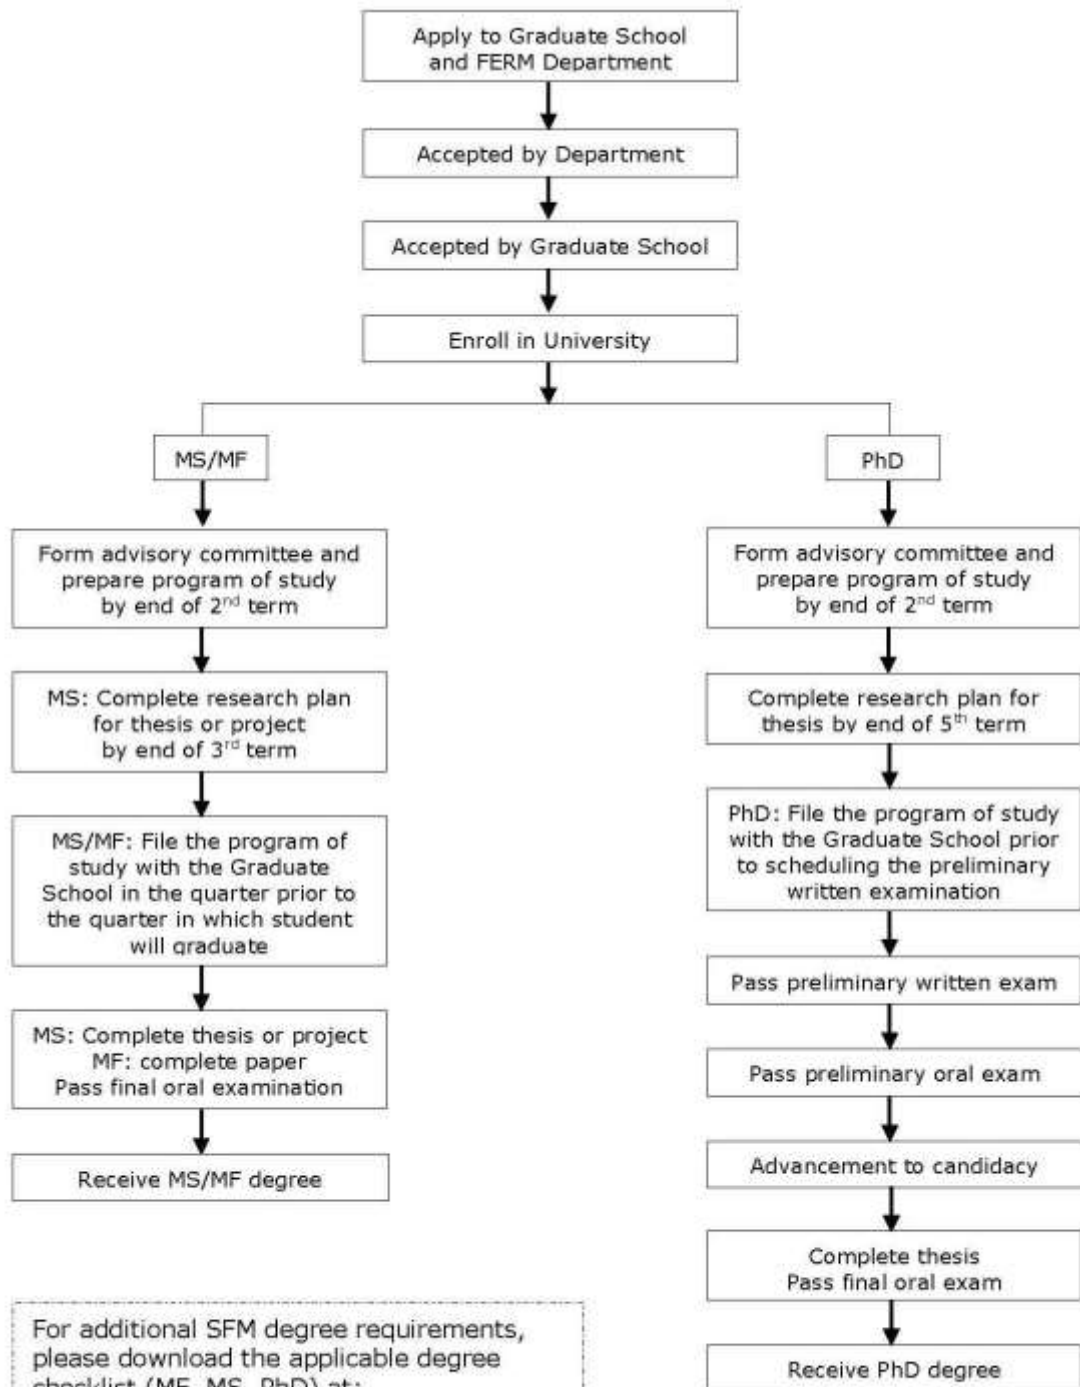 Apply to Graduate School
and FERM Department
Accepted by Department
Accepted by Graduate School
Enroll in University
MS/MF
Form advisory committee and
prepare program of study
by end of 2nd term
MS: Complete research plan
for thesis or project
by end of 3rd term
MS/MF: File the program of
study with the Graduate
School in the quarter prior to
the quarter in which student
will graduate
MS: Complete thesis or project
MF: complete paper
Pass final oral examination
Receive MS/MF degree
PhD
Form advisory committee and
prepare program of study
by end of 2nd term
Complete research plan for
thesis by end of 5th term
PhD: File the program of study
with the Graduate School prior
to scheduling the preliminary
written examination
Pass preliminary written exam
Pass preliminary oral exam
Advancement to candidacy
Complete thesis
Pass final oral exam
Receive PhD degree
For additional SFM degree requirements,
please download the applicable degree
checklist (MF, MS, PhD) at: